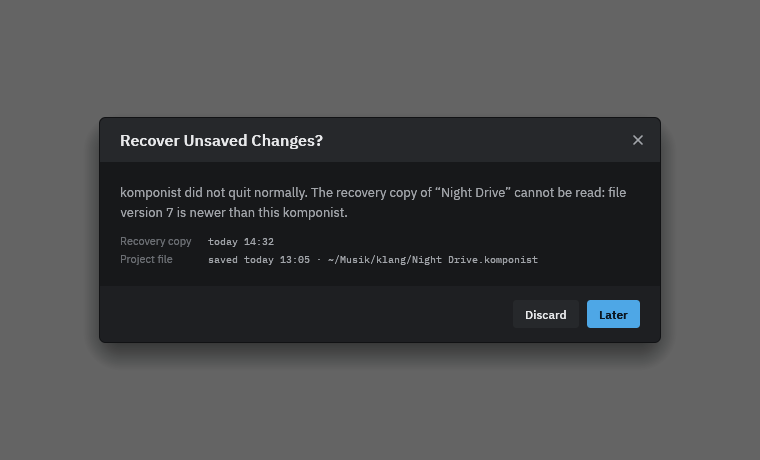 Recover Unsaved Changes?
komponist did not quit normally. The recovery copy of “Night Drive” cannot be read: file
version 7 is newer than this komponist.
Recovery copy today 14:32
Project file saved today 13:05 · ~/Musik/klang/Night Drive.komponist
Discard Later